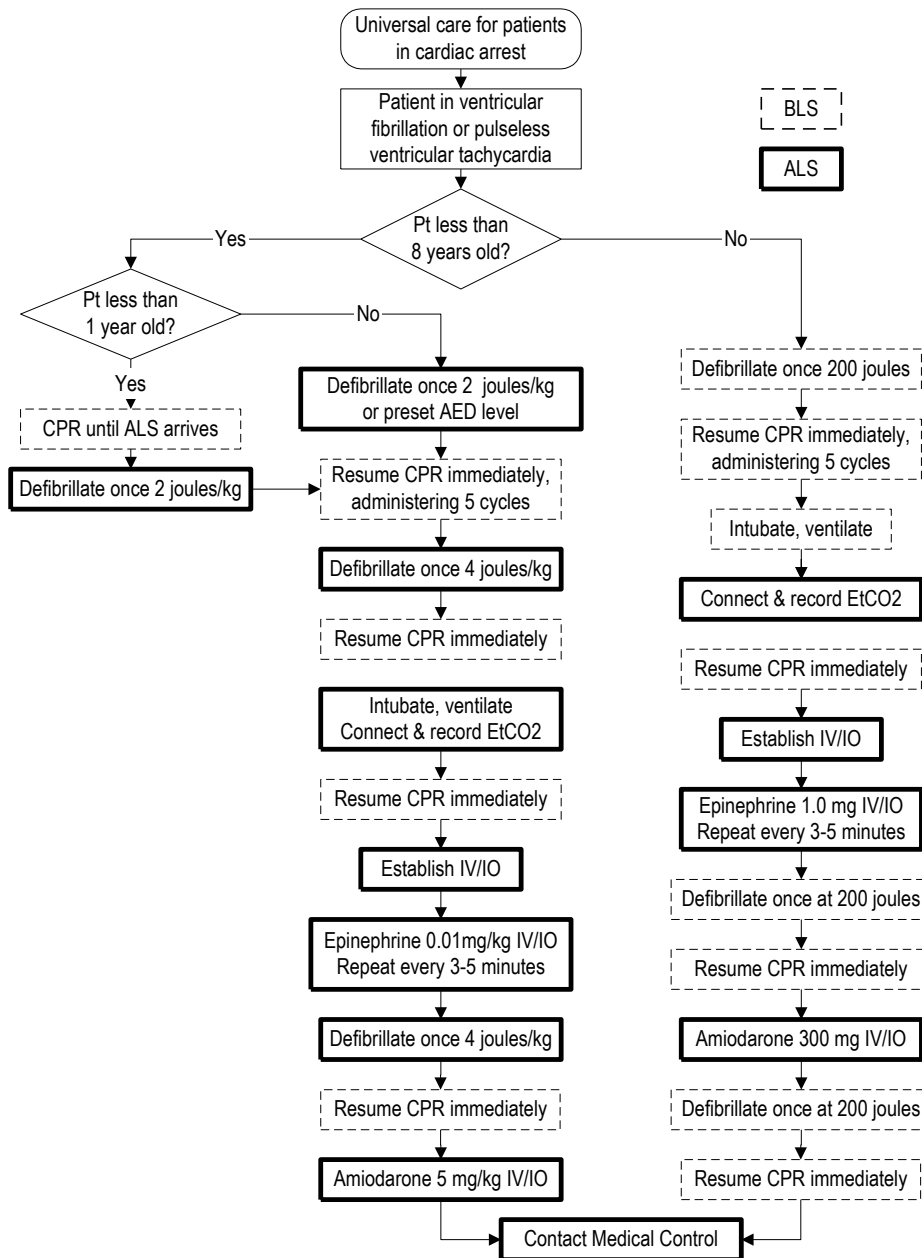 Universal care for patients
in cardiac arrest
Patient in ventricular
fibrillation or pulseless
ventricular tachycardia
BLS
ALS
Pt less than
8 years old?
Yes
No
Pt less than
1 year old?
No
Yes
CPR until ALS arrives
Defibrillate once 2 joules/kg
Defibrillate once 2 joules/kg
or preset AED level
Resume CPR immediately,
administering 5 cycles
Defibrillate once 4 joules/kg
Resume CPR immediately
Intubate, ventilate
Connect & record EtCO2
Resume CPR immediately
Establish IV/IO
Epinephrine 0.01mg/kg IV/IO
Repeat every 3-5 minutes
Defibrillate once 4 joules/kg
Resume CPR immediately
Amiodarone 5 mg/kg IV/IO
Defibrillate once 200 joules
Resume CPR immediately,
administering 5 cycles
Intubate, ventilate
Connect & record EtCO2
Resume CPR immediately
Establish IV/IO
Epinephrine 1.0 mg IV/IO
Repeat every 3-5 minutes
Defibrillate once at 200 joules
Resume CPR immediately
Amiodarone 300 mg IV/IO
Defibrillate once at 200 joules
Resume CPR immediately
Contact Medical Control